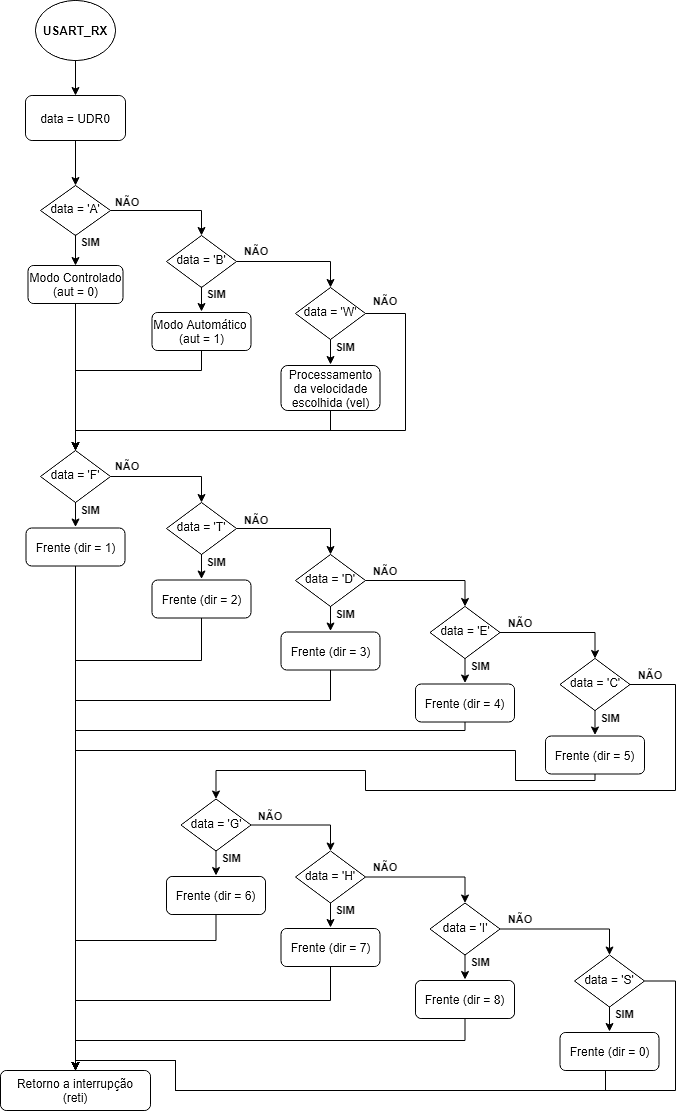 USART_RX
data = UDR0
data = 'A'
NÃO
SIM
Modo Controlado
(aut = 0)
data = 'B'
NÃO
SIM
Modo Automático
(aut = 1)
data = 'W'
NÃO
SIM
Processamento
da velocidade
escolhida (vel)
data = 'F'
NÃO
SIM
Frente (dir = 1)
data = 'T'
NÃO
SIM
Frente (dir = 2)
data = 'D'
NÃO
SIM
Frente (dir = 3)
data = 'E'
NÃO
SIM
Frente (dir = 4)
data = 'C'
NÃO
SIM
Frente (dir = 5)
data = 'G'
NÃO
SIM
Frente (dir = 6)
data = 'H'
NÃO
SIM
Frente (dir = 7)
data = 'I'
NÃO
SIM
Frente (dir = 8)
data = 'S'
SIM
Frente (dir = 0)
Retorno a interrupção
(reti)